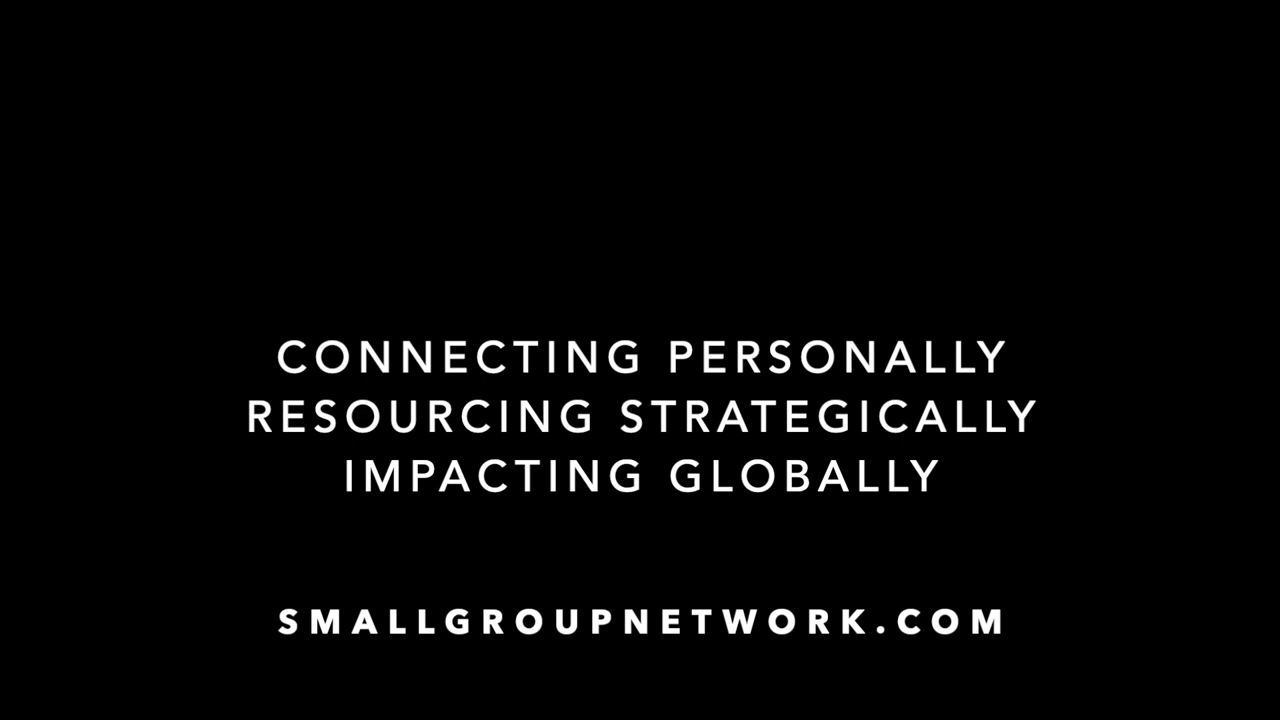 CONNECTING PERSONALLY
RESOURCING STRATEGICALLY
IMPACTING GLOBALLY
SMALLGROUPNETWORK.COM